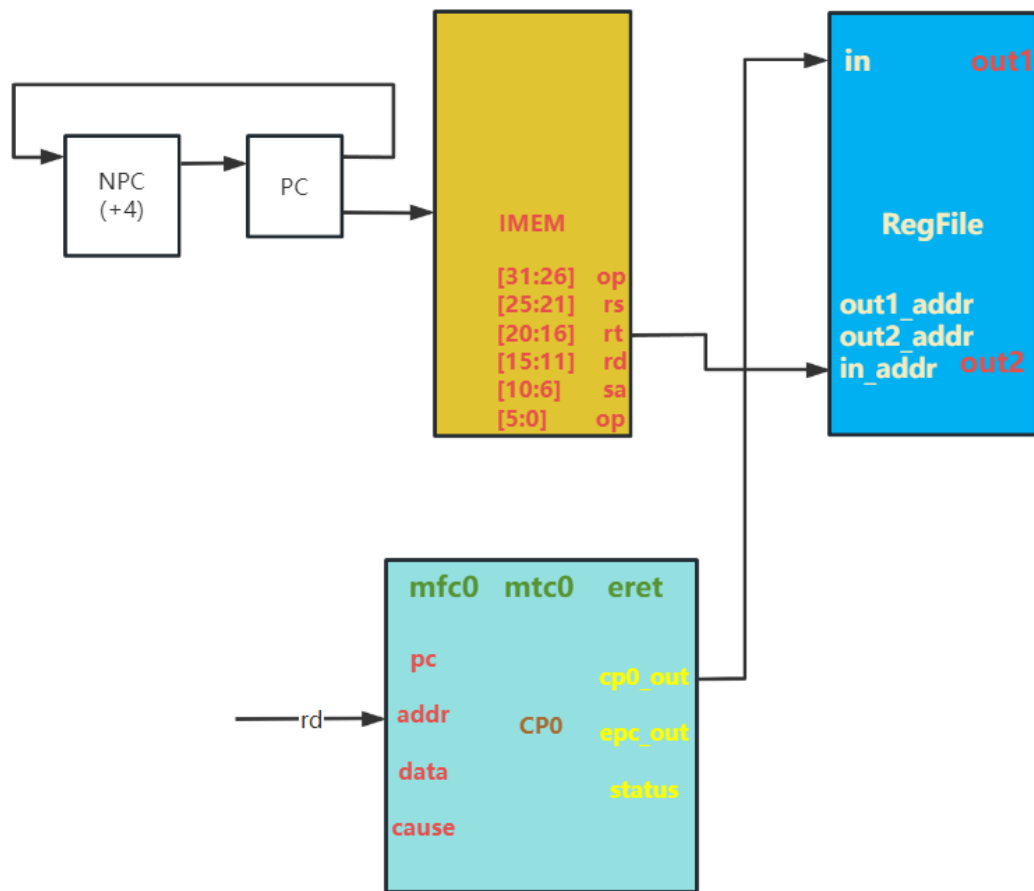 NPC
(+4)
PC
IMEM
[31:26] op
[25:21] rs
[20:16] rt
[15:11] rd
[10:6] sa
[5:0] op
in out1
RegFile
out1_addr
out2_addr
in_addr out2
mfc0 mtc0 eret
pc
cp0_out
rd
addr
CP0
epc_out
data
status
cause